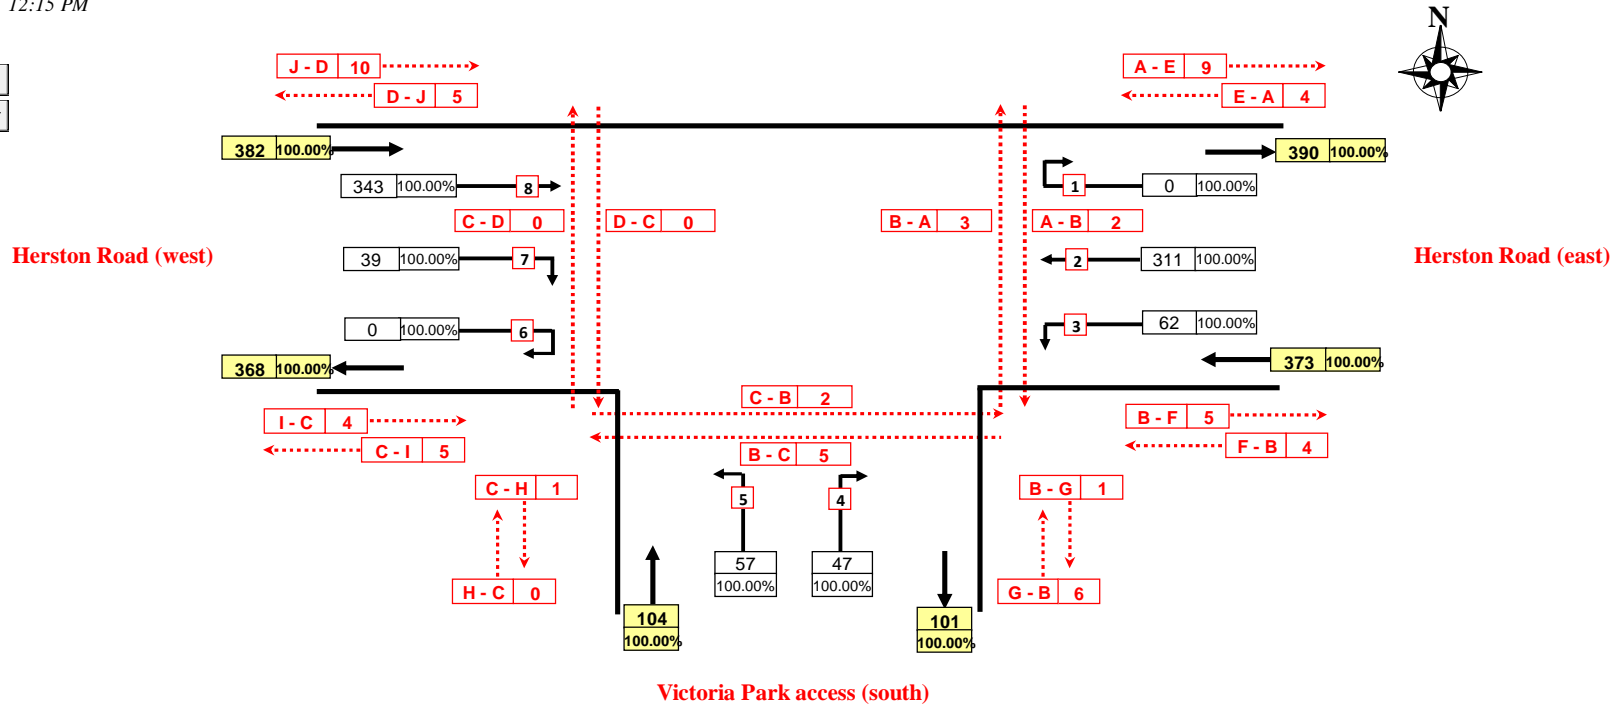 12:15 PM
N
J - D 10
A - E 9
D - J 5
E - A 4
382 100.00%
390 100.00%
343 100.00% 8
1 0 100.00%
C - D 0
D - C 0
B - A 3
A - B 2
Herston Road (west)
39 100.00% 7
2 311 100.00%
Herston Road (east)
0 100.00% 6
3 62 100.00%
368 100.00%
373 100.00%
C - B 2
I - C 4
B - F 5
C - I 5
B - C 5
F - B 4
C - H 1
5
4
B - G 1
57
100.00%
47
100.00%
H - C 0
G - B 6
104
100.00%
101
100.00%
Victoria Park access (south)